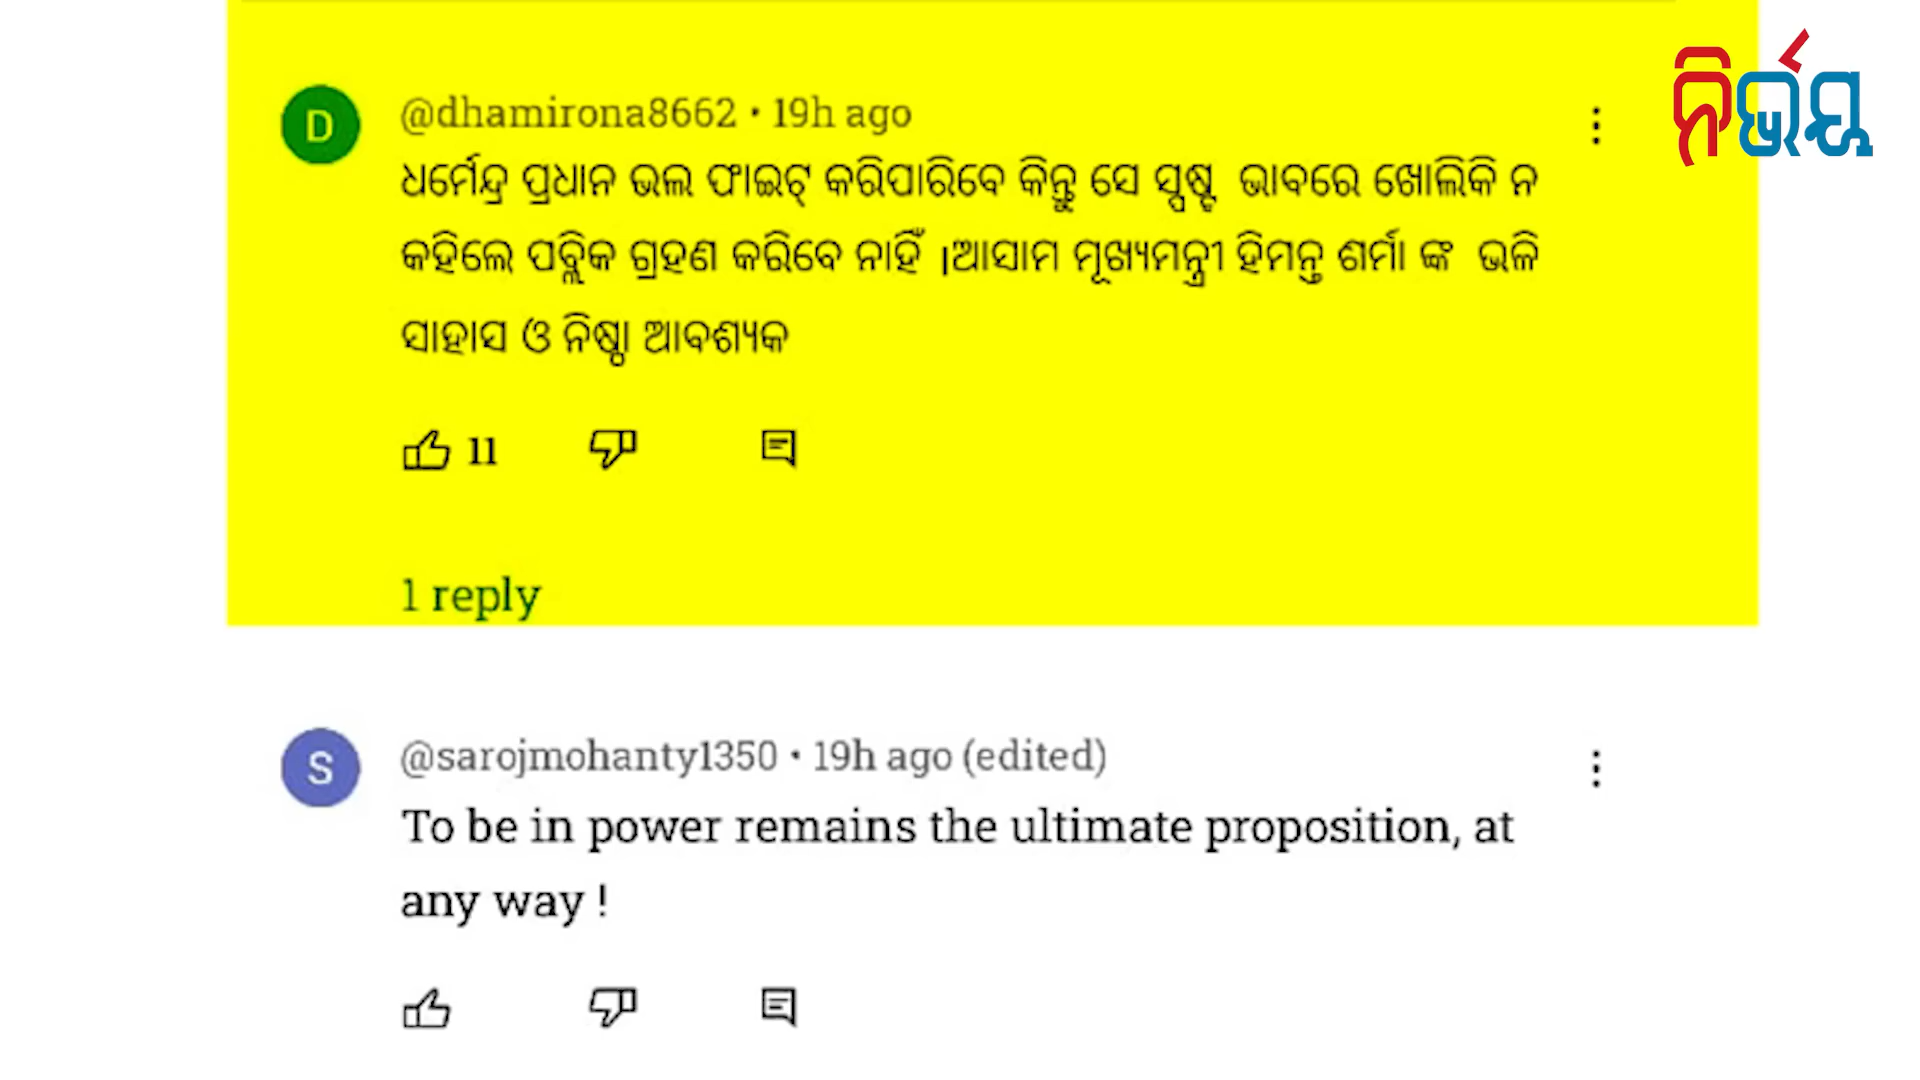 ନିର୍ଭୟ
D
@dhamirona8662 • 19h ago
ଧର୍ମେନ୍ଦ୍ର ପ୍ରଧାନ ଭଲ ଫାଇଟ୍ କରିପାରିବେ କିନ୍ତୁ ସେ ସ୍ପଷ୍ଟ ଭାବରେ ଖୋଲିକି ନ
କହିଲେ ପବ୍ଲିକ ଗ୍ରହଣ କରିବେ ନାହିଁ ।ଆସାମ ମୂଖ୍ୟମନ୍ତ୍ରୀ ହିମନ୍ତ ଶର୍ମା ଙ୍କ ଭଳି
ସାହାସ ଓ ନିଷ୍ଠା ଆବଶ୍ୟକ
11
1 reply
S
@sarojmohanty1350 • 19h ago (edited)
To be in power remains the ultimate proposition, at
any way !